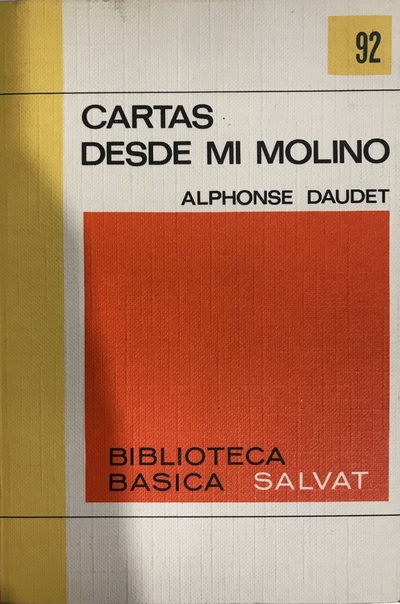 92
CARTAS
DESDE MI MOLINO
ALPHONSE DAUDET
BIBLIOTECA
BASICA SALVAT